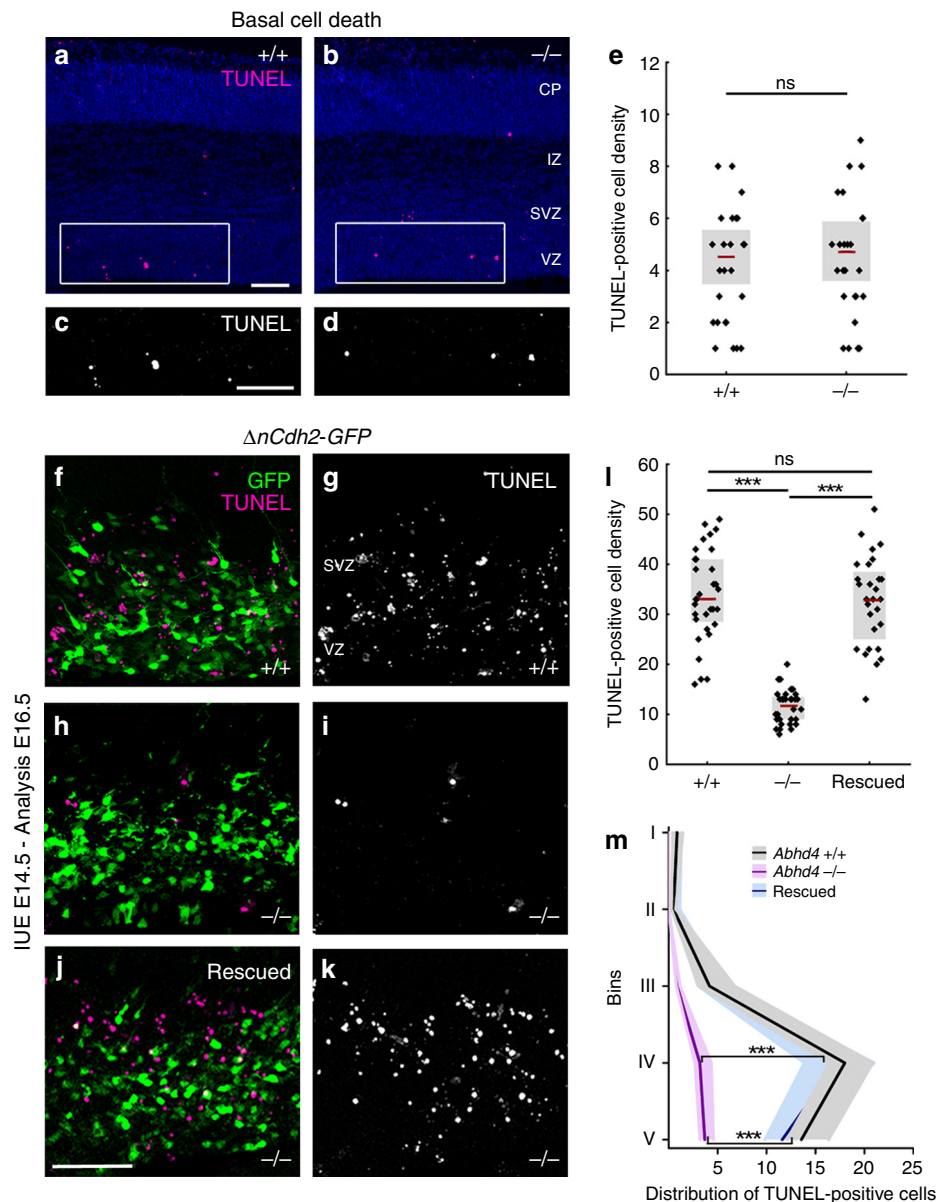 Basal cell death
a
+/+
TUNEL
b
−/−
CP
IZ
SVZ
VZ
c
TUNEL
d
e
TUNEL-positive cell density
12
10
8
6
4
2
0
ns
+/+
−/−
ΔnCdh2-GFP
IUE E14.5 - Analysis E16.5
f
GFP
TUNEL
+/+
g
TUNEL
SVZ
VZ
+/+
h
−/−
i
−/−
j
Rescued
−/−
k
−/−
l
TUNEL-positive cell density
60
50
40
30
20
10
0
ns
***
***
+/+
−/−
Rescued
m
Abhd4 +/+
Abhd4 −/−
Rescued
Bins
I
II
III
IV
V
***
***
5
10
15
20
25
Distribution of TUNEL-positive cells